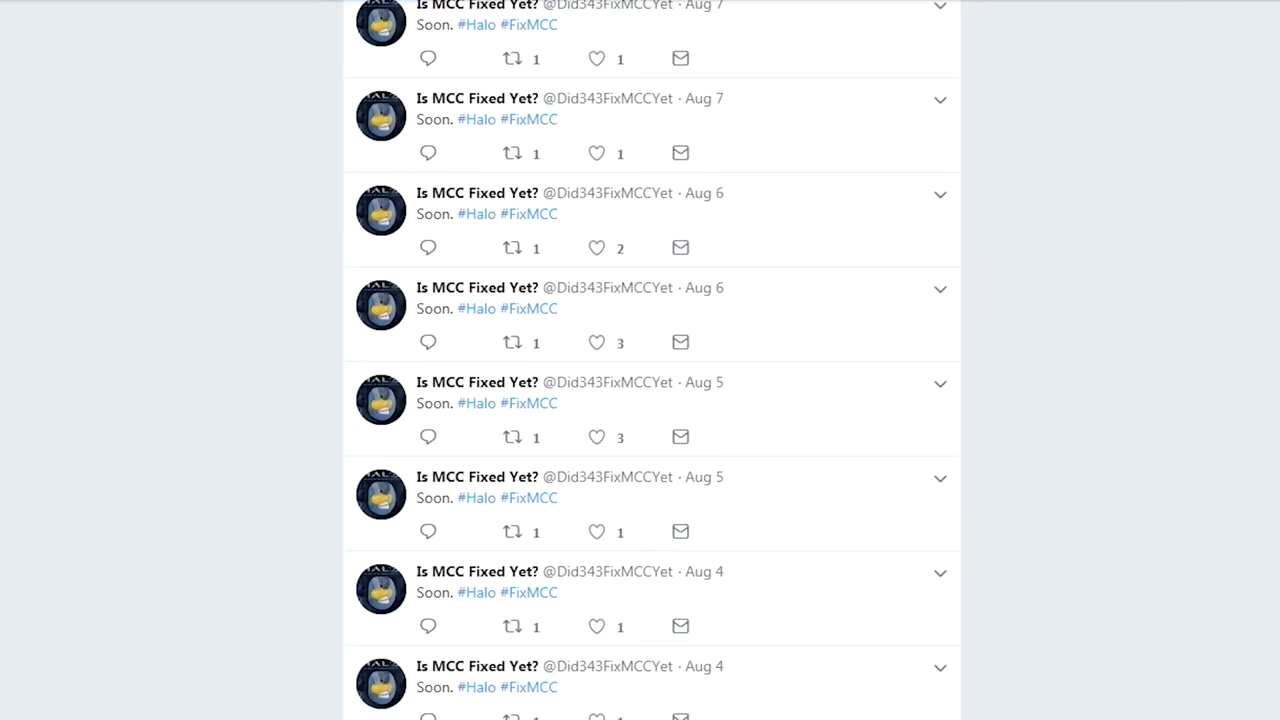 Is MCC Fixed Yet? @Did343FixMCCYet · Aug 7
Soon. #Halo #FixMCC
1 1
Is MCC Fixed Yet? @Did343FixMCCYet · Aug 7
Soon. #Halo #FixMCC
1 1
Is MCC Fixed Yet? @Did343FixMCCYet · Aug 6
Soon. #Halo #FixMCC
1 2
Is MCC Fixed Yet? @Did343FixMCCYet · Aug 6
Soon. #Halo #FixMCC
1 3
Is MCC Fixed Yet? @Did343FixMCCYet · Aug 5
Soon. #Halo #FixMCC
1 3
Is MCC Fixed Yet? @Did343FixMCCYet · Aug 5
Soon. #Halo #FixMCC
1 1
Is MCC Fixed Yet? @Did343FixMCCYet · Aug 4
Soon. #Halo #FixMCC
1 1
Is MCC Fixed Yet? @Did343FixMCCYet · Aug 4
Soon. #Halo #FixMCC